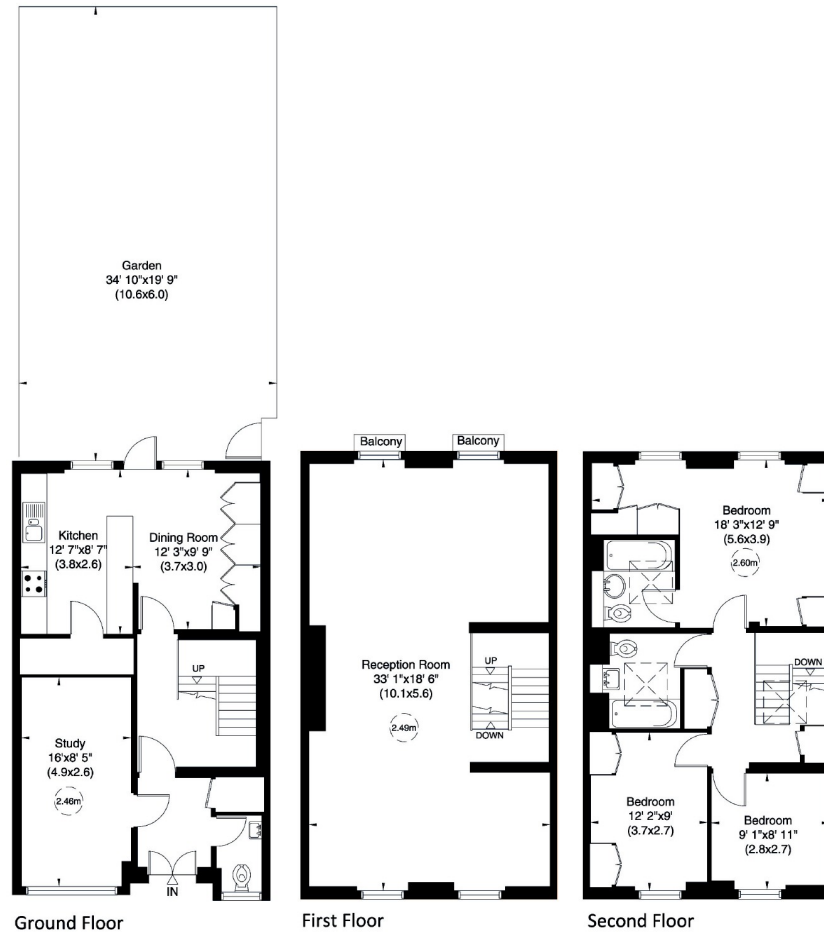 Garden
34' 10"x19' 9"
(10.6x6.0)
Kitchen
12' 7"x8' 7"
(3.8x2.6)
Dining Room
12' 3"x9' 9"
(3.7x3.0)
UP
Study
16'x8' 5"
(4.9x2.6)
2.46m
IN
Ground Floor
Balcony
Balcony
Reception Room
33' 1"x18' 6"
(10.1x5.6)
2.49m
UP
DOWN
First Floor
Bedroom
18' 3"x12' 9"
(5.6x3.9)
2.60m
DOWN
Bedroom
12' 2"x9'
(3.7x2.7)
Bedroom
9' 1"x8' 11"
(2.8x2.7)
Second Floor